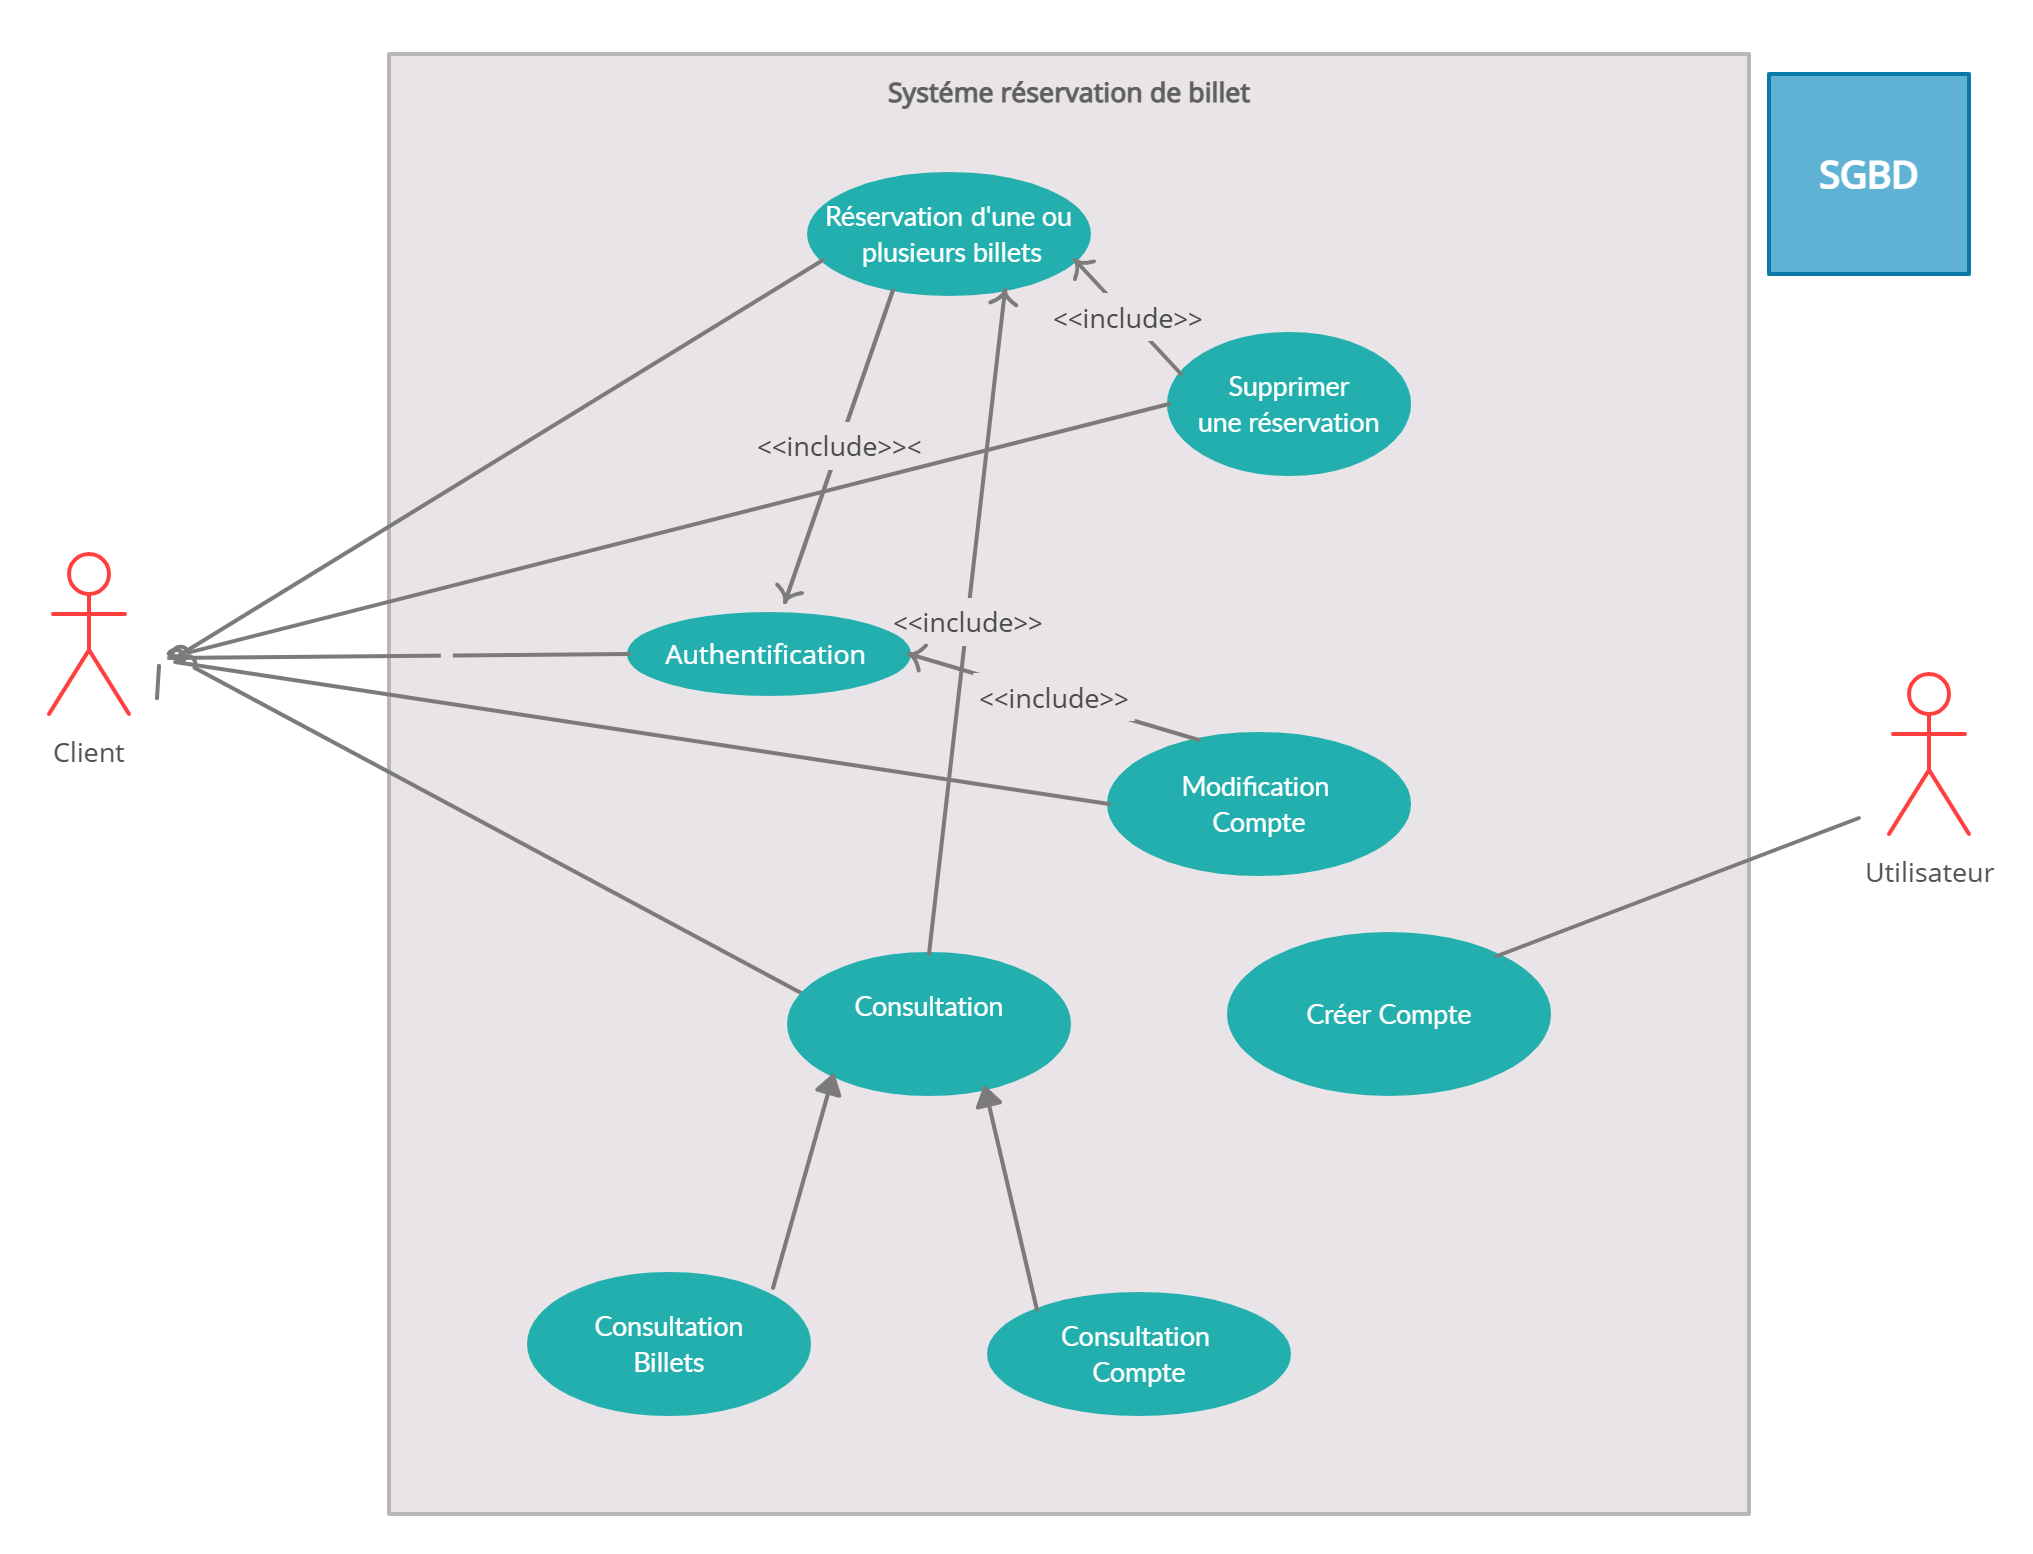 Systéme réservation de billet
SGBD
Réservation d'une ou
plusieurs billets
<<include>>
Supprimer
une réservation
<<include>>><
Authentification
<<include>>
<<include>>
Client
Modification
Compte
Utilisateur
Consultation
Créer Compte
Consultation
Billets
Consultation
Compte